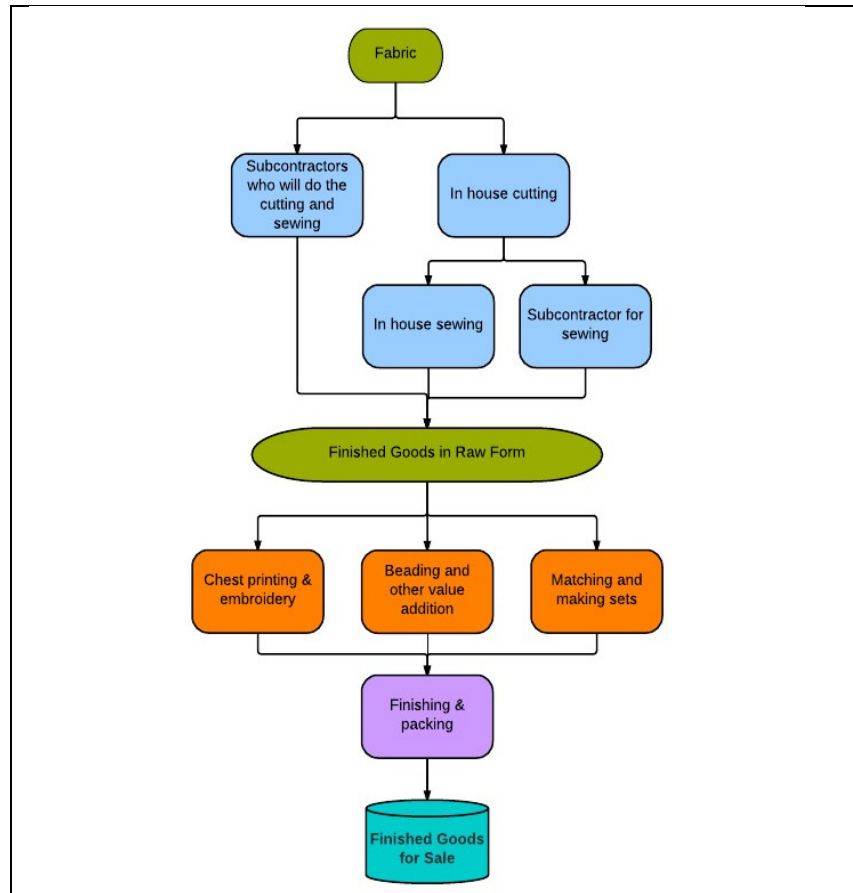 Fabric
Subcontractors
who will do the
cutting and
sewing
In house cutting
In house sewing
Subcontractor for
sewing
Finished Goods in Raw Form
Chest printing &
embroidery
Beading and
other value
addition
Matching and
making sets
Finishing &
packing
Finished Goods
for Sale